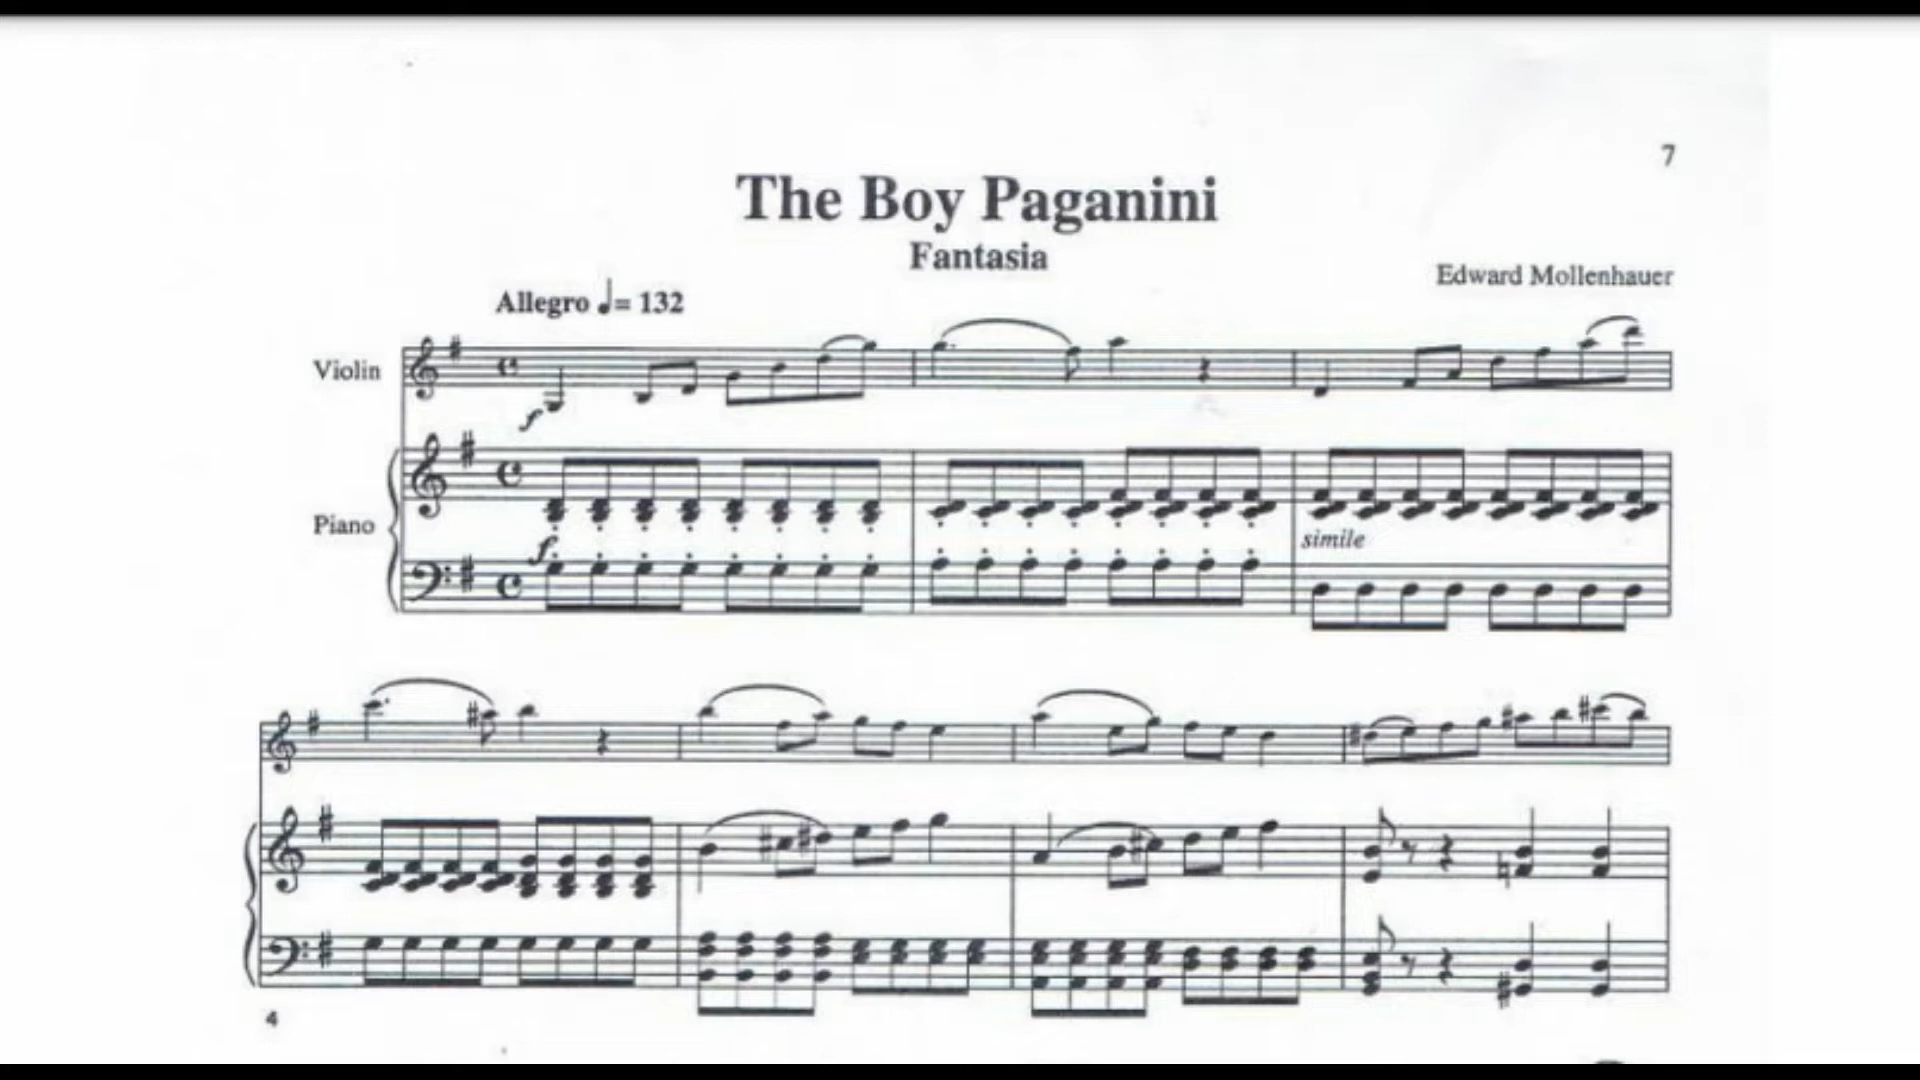 7
The Boy Paganini
Fantasia
Edward Mollenhauer
Allegro ♩= 132
Violin
f
Piano
f
simile
4